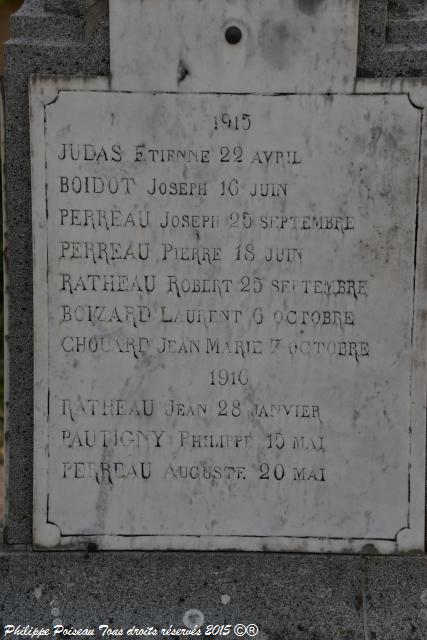 1915
JUDAS ETIENNE 22 AVRIL
BOIDOT JOSEPH 16 JUIN
PERREAU JOSEPH 25 SEPTEMBRE
PERREAU PIERRE 18 JUIN
RATHEAU ROBERT 25 SEPTEMBRE
BOIZARD LAURENT 6 OCTOBRE
CHOUARD JEAN MARIE 7 OCTOBRE
1916
RATHEAU JEAN 28 JANVIER
PAUTIGNY PHILIPPE 15 MAI
PERREAU AUGUSTE 20 MAI
Philippe Poiseau Tous droits réservés 2015 ©®